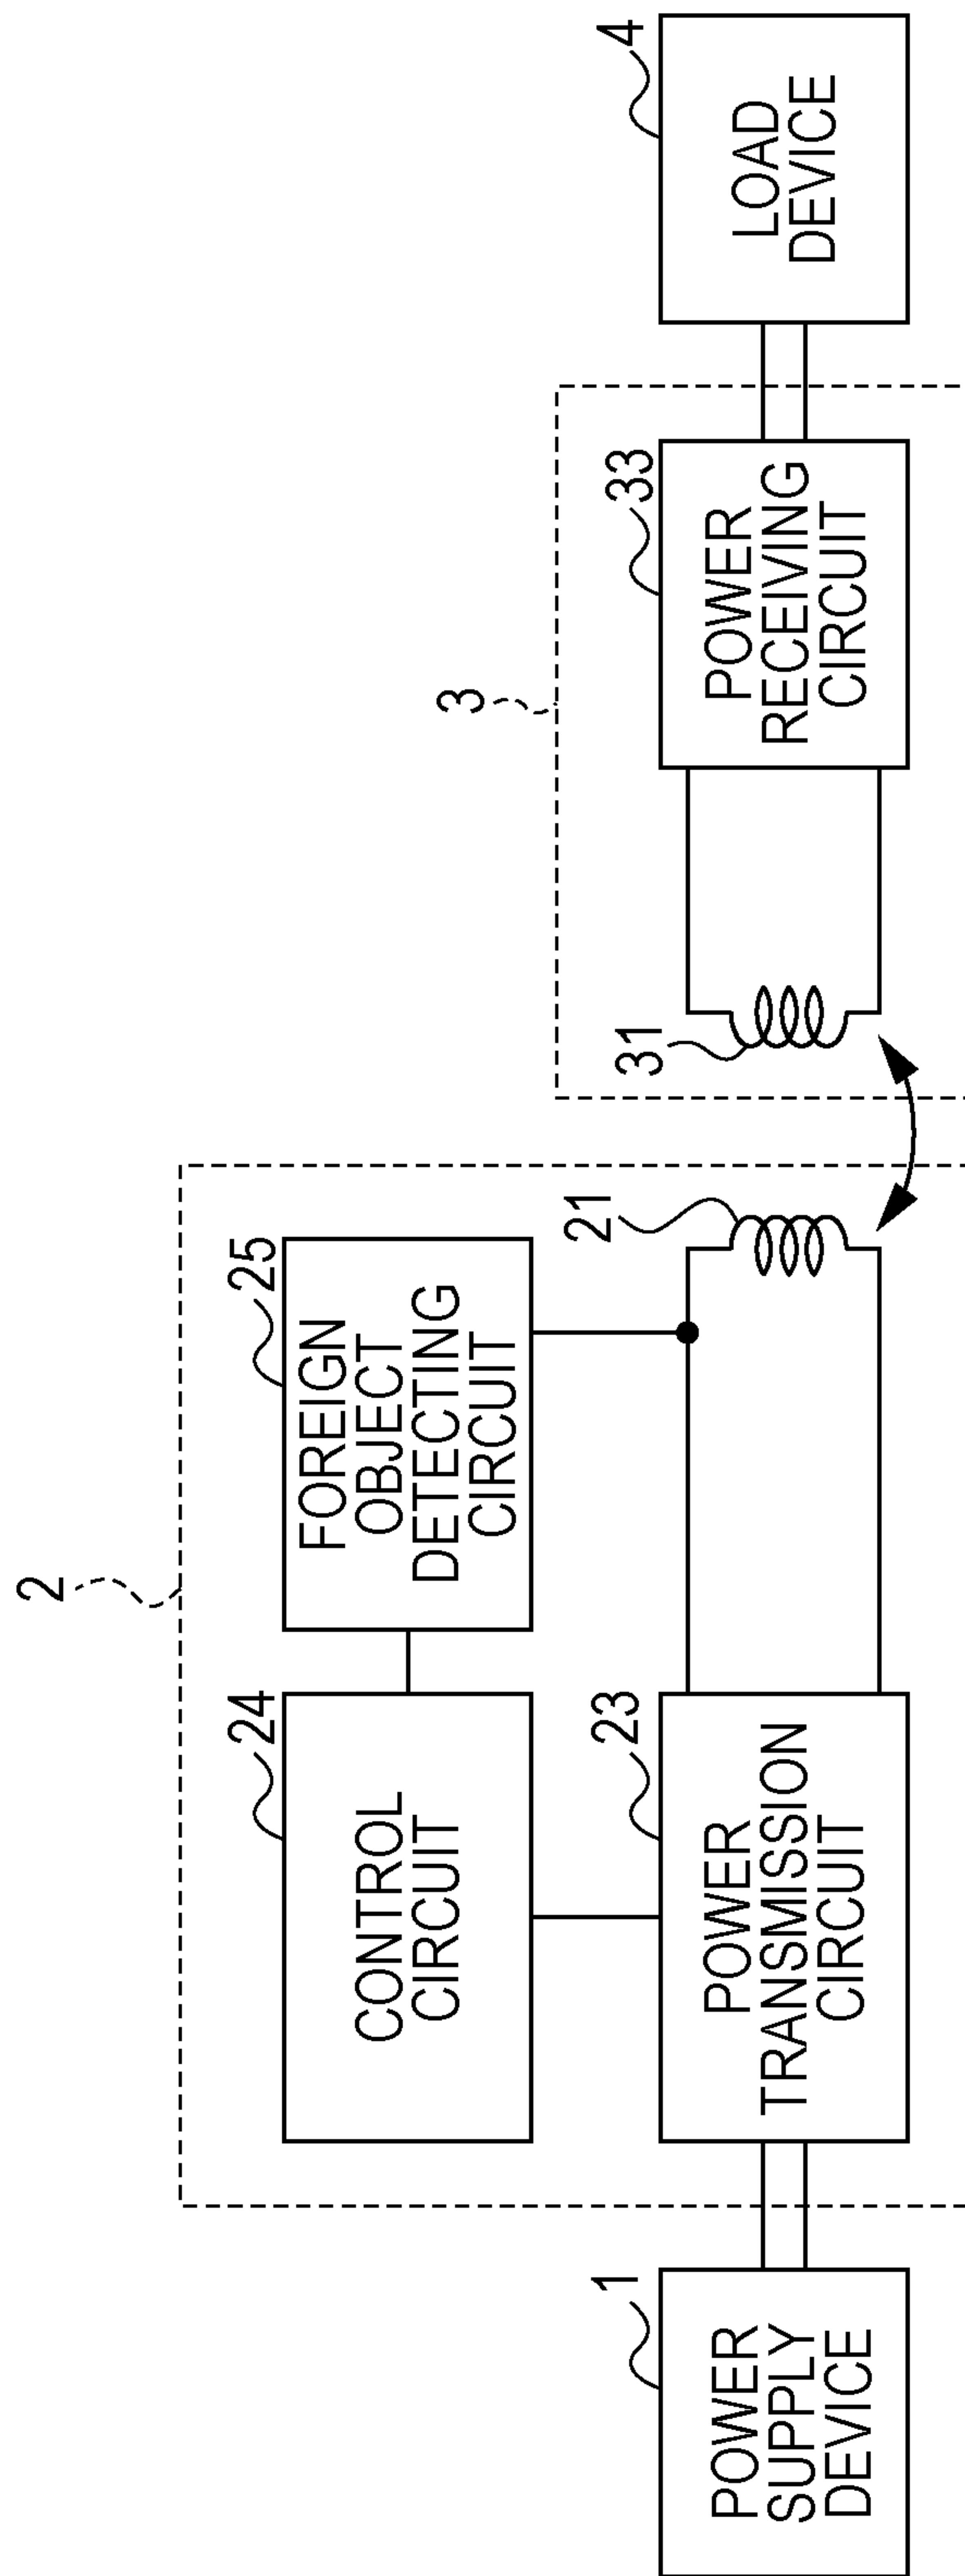 2
24
CONTROL
CIRCUIT
25
FOREIGN
OBJECT
DETECTING
CIRCUIT
3
1
POWER
SUPPLY
DEVICE
23
POWER
TRANSMISSION
CIRCUIT
21
31
33
POWER
RECEIVING
CIRCUIT
4
LOAD
DEVICE